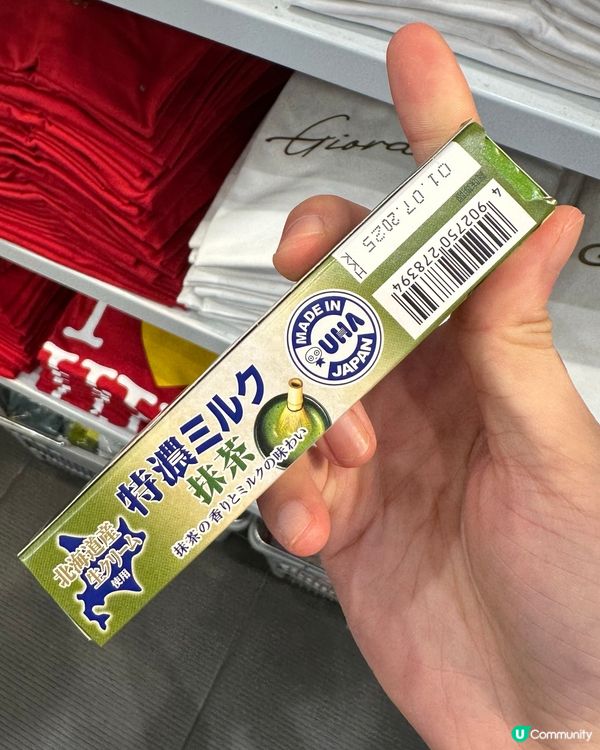 Giord
01.07.2025
HK
4 902750 278394
MADE IN
UHA
JAPAN
特濃ミルク
抹茶
抹茶の香りとミルクの味わい
北海道産
生クリーム
使用
U Community